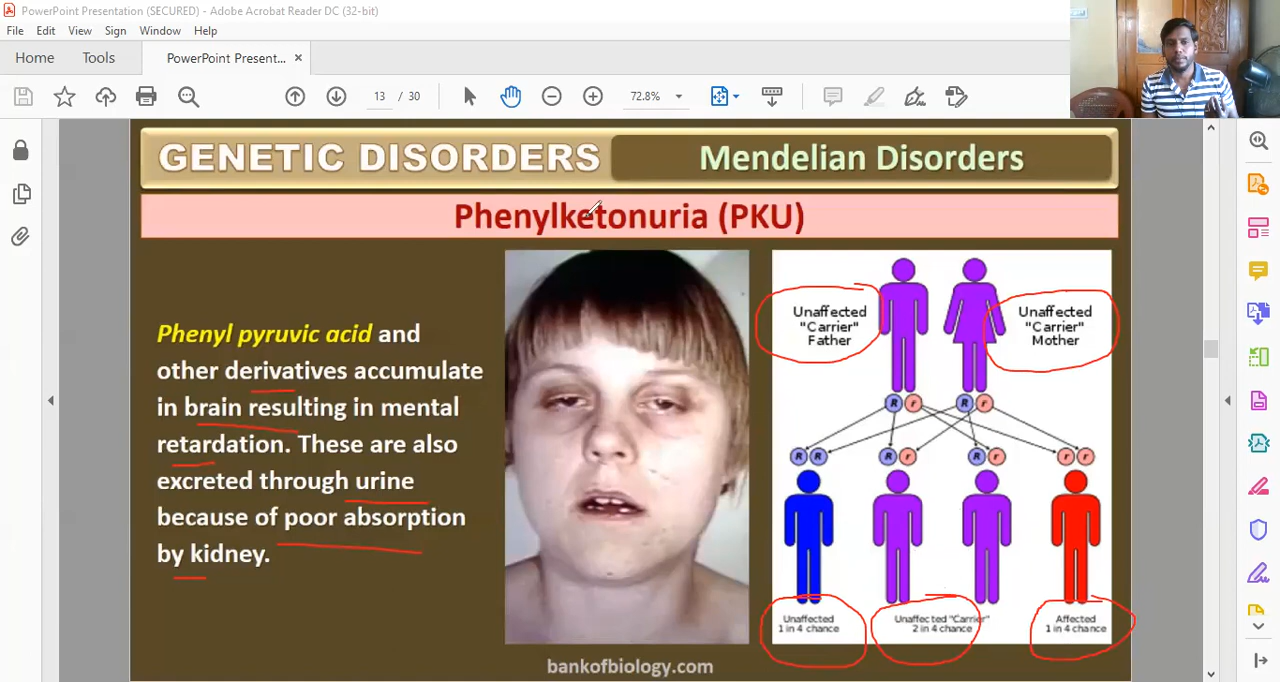 PowerPoint Presentation (SECURED) - Adobe Acrobat Reader DC (32-bit)
File Edit View Sign Window Help
Home Tools PowerPoint Present... ×
13 / 30 72.8%
GENETIC DISORDERS Mendelian Disorders
Phenylketonuria (PKU)
Phenyl pyruvic acid and
other derivatives accumulate
in brain resulting in mental
retardation. These are also
excreted through urine
because of poor absorption
by kidney.
Unaffected
"Carrier"
Father
Unaffected
"Carrier"
Mother
R r R r
R R R r R r r r
Unaffected
1 in 4 chance
Unaffected "Carrier"
2 in 4 chance
Affected
1 in 4 chance
bankofbiology.com